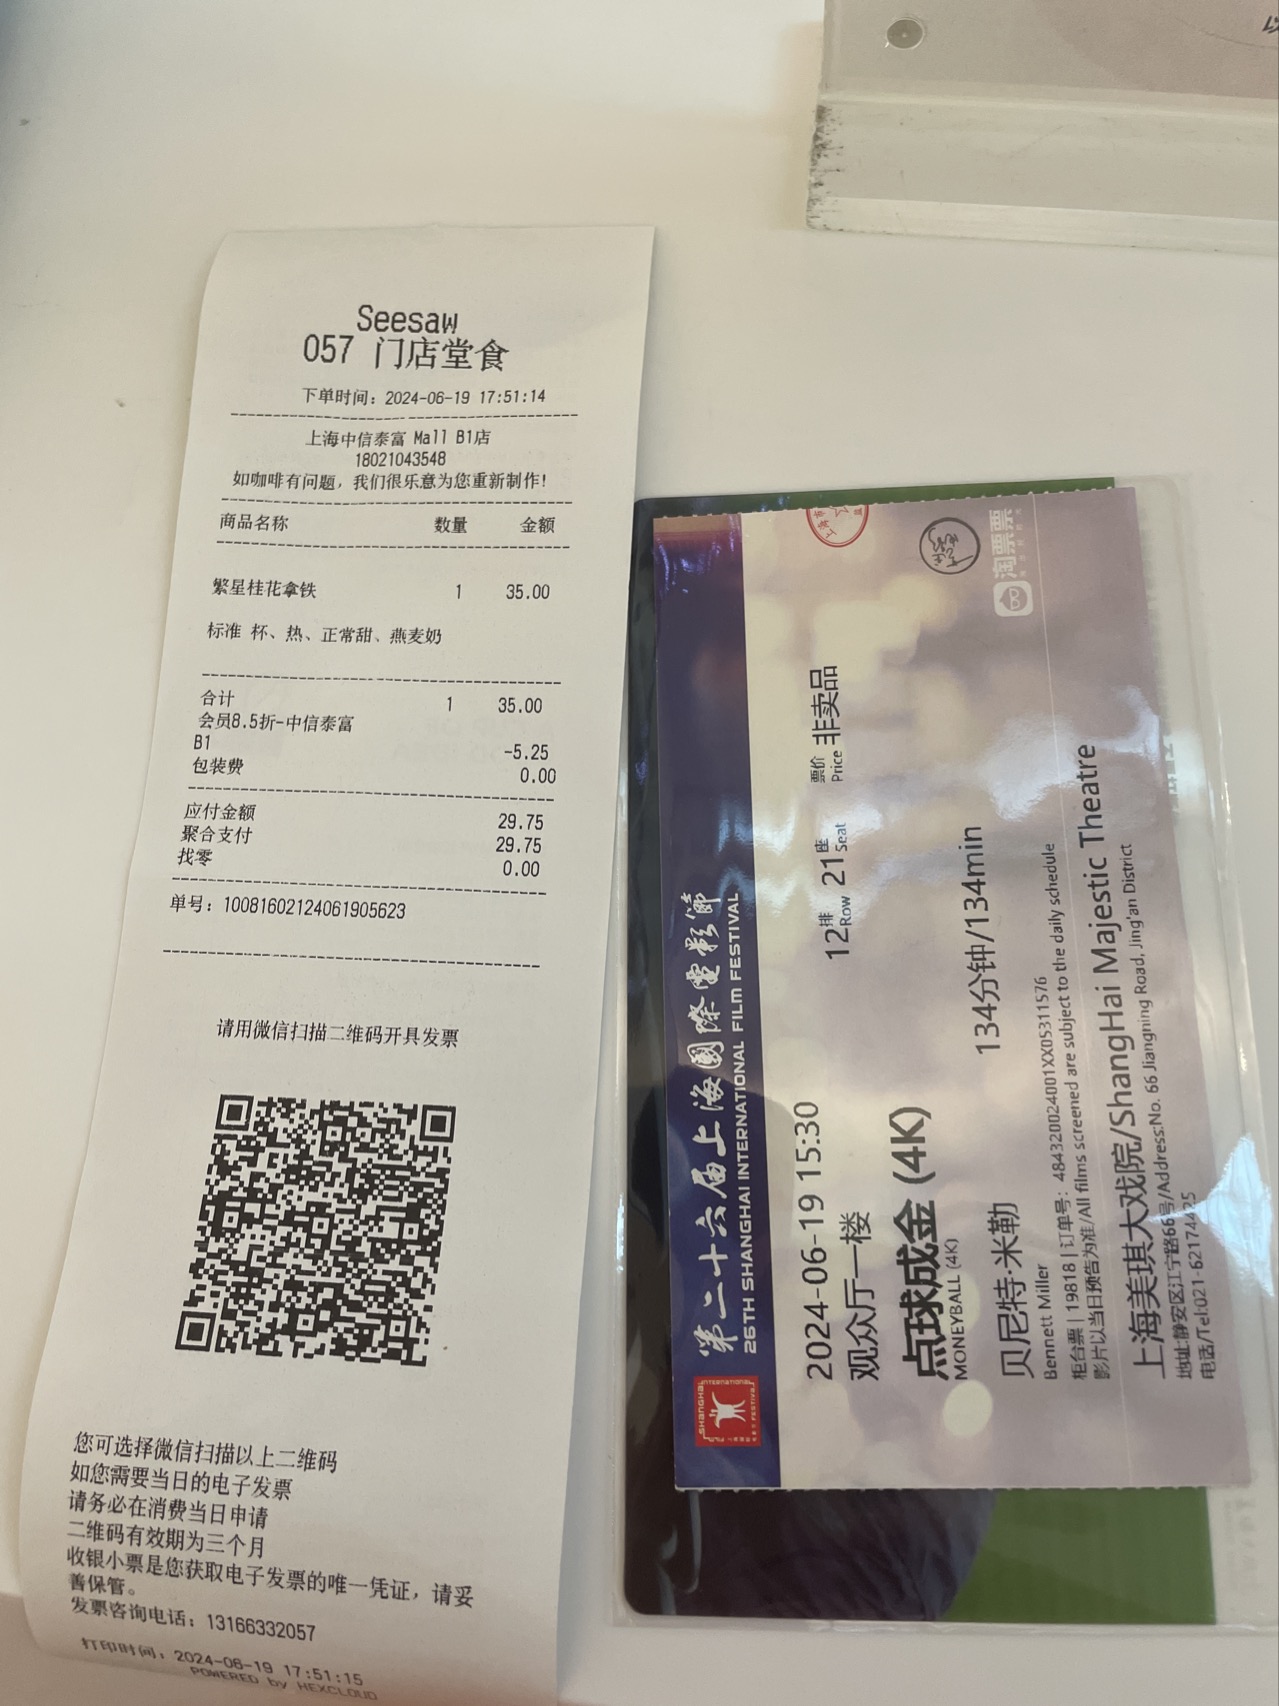 Seesaw
057 门店堂食
下单时间：2024-06-19 17:51:14
上海中信泰富 Mall B1店
18021043548
如咖啡有问题，我们很乐意为您重新制作！
商品名称 数量 金额
繁星桂花拿铁 1 35.00
标准 杯、热、正常甜、燕麦奶
合计 1 35.00
会员8.5折-中信泰富
B1 -5.25
包装费 0.00
应付金额 29.75
聚合支付 29.75
找零 0.00
单号：10081602124061905623
请用微信扫描二维码开具发票
您可选择微信扫描以上二维码
如您需要当日的电子发票
请务必在消费当日申请
二维码有效期为三个月
收银小票是您获取电子发票的唯一凭证，请妥
善保管。
发票咨询电话：13166332057
打印时间：2024-06-19 17:51:15
POWERED by HEXCLOUD
第二十六届上海國際電影節
26TH SHANGHAI INTERNATIONAL FILM FESTIVAL
SHANGHAI INTERNATIONAL
FILM FESTIVAL
2024-06-19 15:30 12排 Row 21座 Seat 票价 Price 非卖品
观众厅一楼
点球成金 (4K)
MONEYBALL (4K)
贝尼特·米勒 134分钟/134min
Bennett Miller
柜台票 | 19818 | 订单号：484320024001XX05311576
影片以当日预告为准/All films screened are subject to the daily schedule
上海美琪大戏院/ShangHai Majestic Theatre
地址:静安区江宁路66号/Address:No. 66 Jiangning Road, Jing'an District
电话/Tel:021-62174425
淘票票